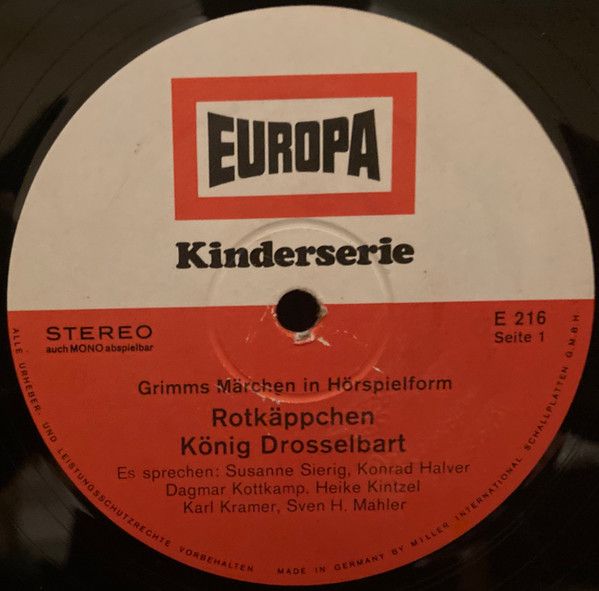 EUROPA
Kinderserie
STEREO
auch MONO abspielbar
E 216
Seite 1
Grimms Märchen in Hörspielform
Rotkäppchen
König Drosselbart
Es sprechen: Susanne Sierig, Konrad Halver
Dagmar Kottkamp, Heike Kintzel
Karl Kramer, Sven H. Mahler
ALLE URHEBER- UND LEISTUNGSSCHUTZRECHTE VORBEHALTEN
MADE IN GERMANY BY MILLER INTERNATIONAL SCHALLPLATTEN G.M.B.H.